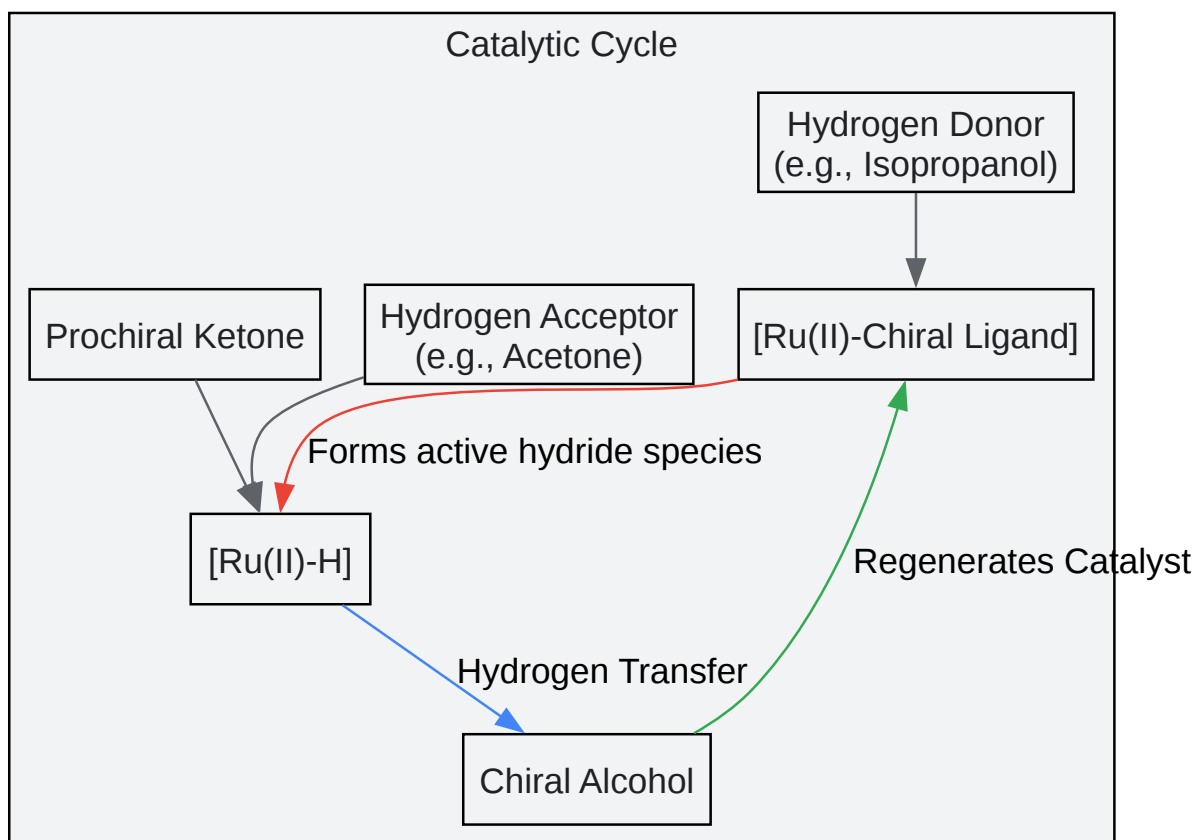 Catalytic Cycle
Hydrogen Donor
(e.g., Isopropanol)
Prochiral Ketone
Hydrogen Acceptor
(e.g., Acetone)
[Ru(II)-Chiral Ligand]
Forms active hydride species
[Ru(II)-H]
Regenerates Catalyst
Hydrogen Transfer
Chiral Alcohol